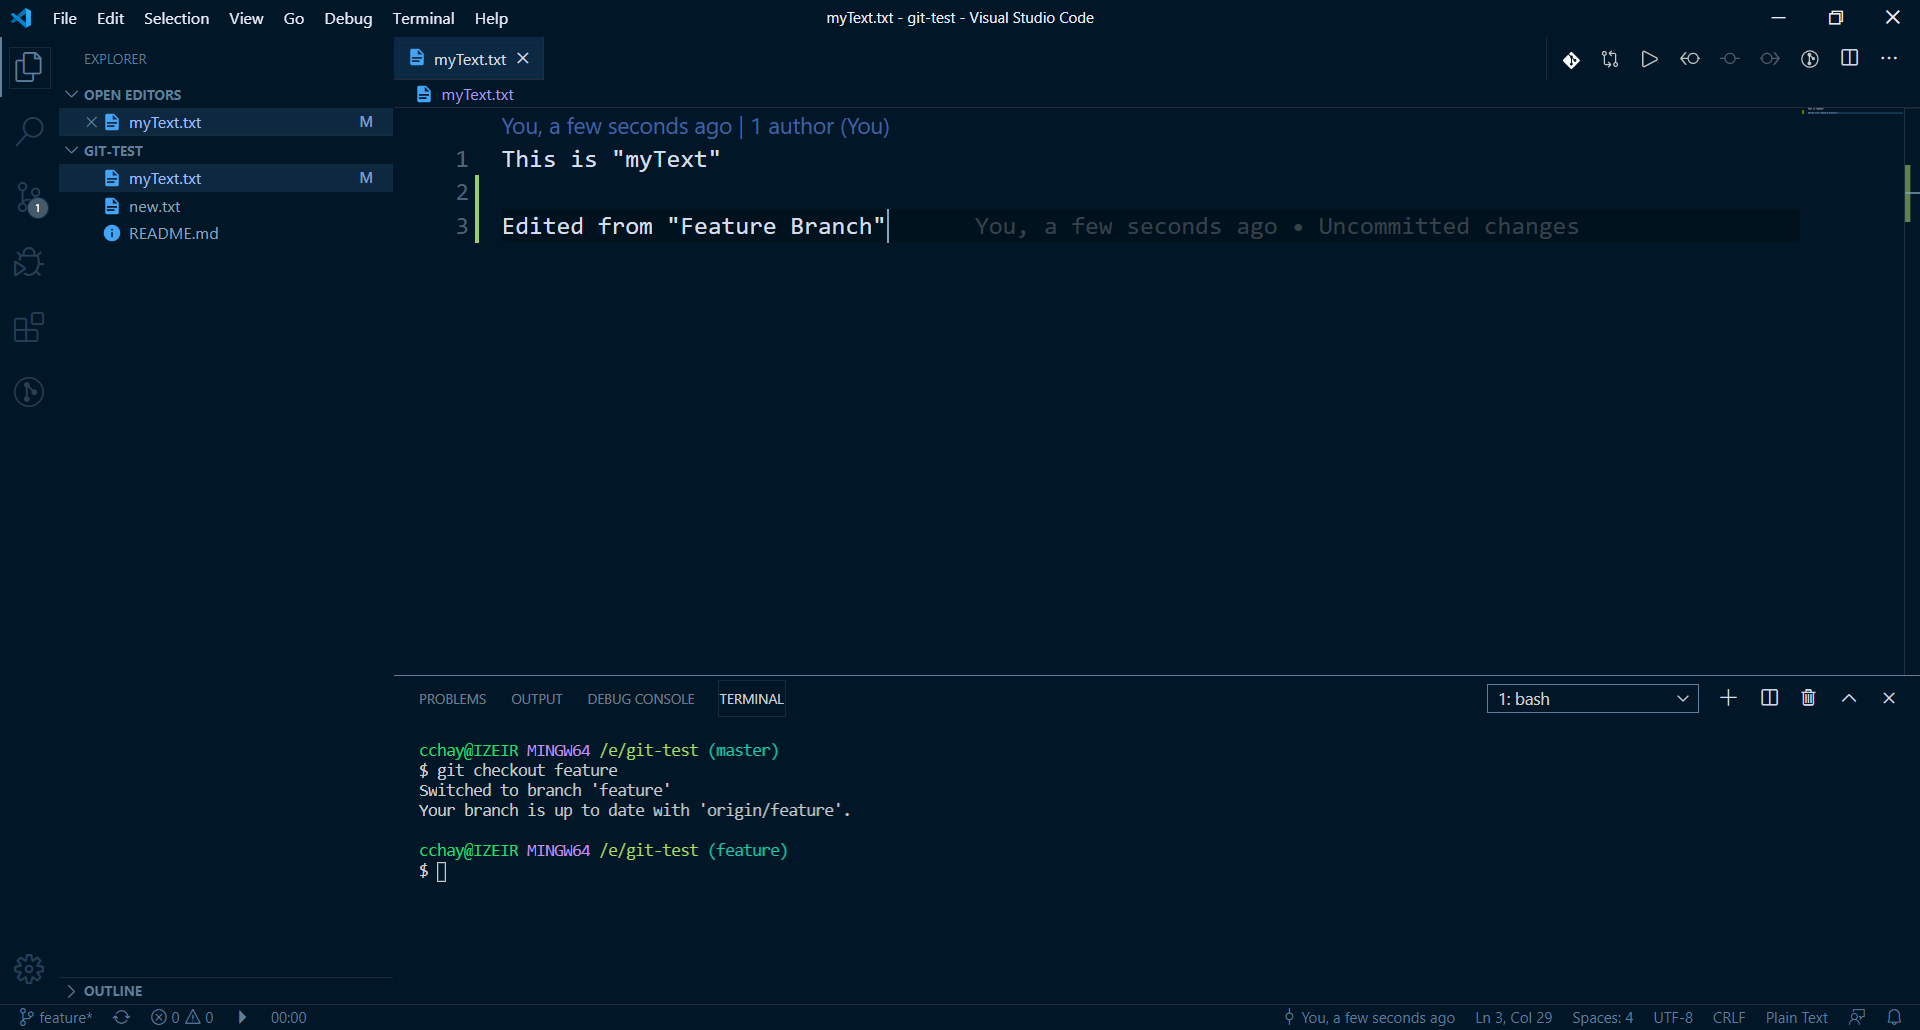 File Edit Selection View Go Debug Terminal Help
myText.txt - git-test - Visual Studio Code
EXPLORER
OPEN EDITORS
myText.txt M
GIT-TEST
myText.txt M
new.txt
README.md
1
myText.txt
myText.txt
You, a few seconds ago | 1 author (You)
1 This is "myText"
2
3 Edited from "Feature Branch" You, a few seconds ago • Uncommitted changes
PROBLEMS OUTPUT DEBUG CONSOLE TERMINAL
1: bash
cchay@IZEIR MINGW64 /e/git-test (master)
$ git checkout feature
Switched to branch 'feature'
Your branch is up to date with 'origin/feature'.
cchay@IZEIR MINGW64 /e/git-test (feature)
$
OUTLINE
feature* 0 0 00:00
You, a few seconds ago Ln 3, Col 29 Spaces: 4 UTF-8 CRLF Plain Text